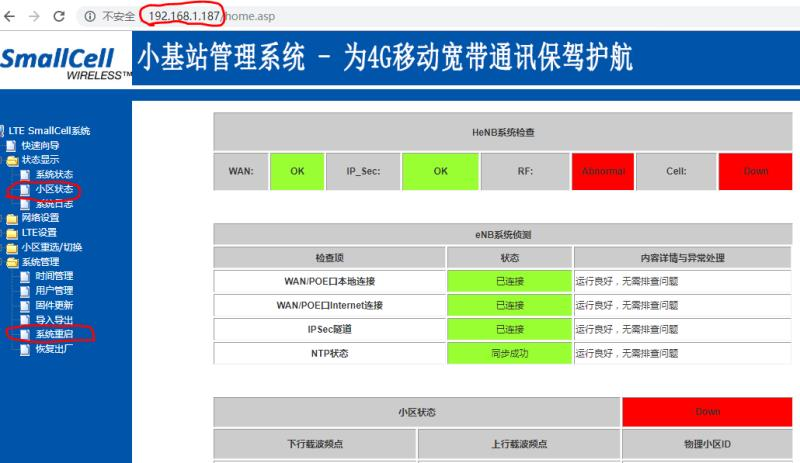 不安全 192.168.1.187/home.asp
SmallCell
WIRELESS™
小基站管理系统 - 为4G移动宽带通讯保驾护航
LTE SmallCell系统
快速向导
状态显示
系统状态
小区状态
系统日志
网络设置
LTE设置
小区重选/切换
系统管理
时间管理
用户管理
固件更新
导入导出
系统重启
恢复出厂
HeNB系统检查
WAN: OK IP_Sec: OK RF: Abnormal Cell: Down
eNB系统侦测
检查项 状态 内容详情与异常处理
WAN/POE口本地连接 已连接 运行良好，无需排查问题
WAN/POE口Internet连接 已连接 运行良好，无需排查问题
IPSec隧道 已连接 运行良好，无需排查问题
NTP状态 同步成功 运行良好，无需排查问题
小区状态 Down
下行载波频点 上行载波频点 物理小区ID